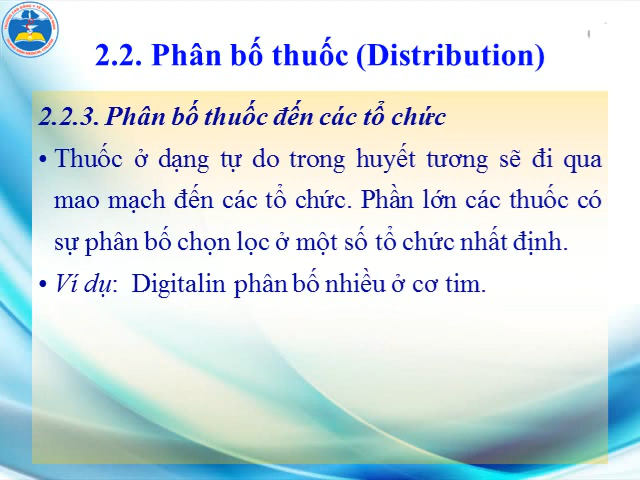 2.2. Phân bố thuốc (Distribution)
2.2.3. Phân bố thuốc đến các tổ chức
• Thuốc ở dạng tự do trong huyết tương sẽ đi qua
mao mạch đến các tổ chức. Phần lớn các thuốc có
sự phân bố chọn lọc ở một số tổ chức nhất định.
• Ví dụ: Digitalin phân bố nhiều ở cơ tim.